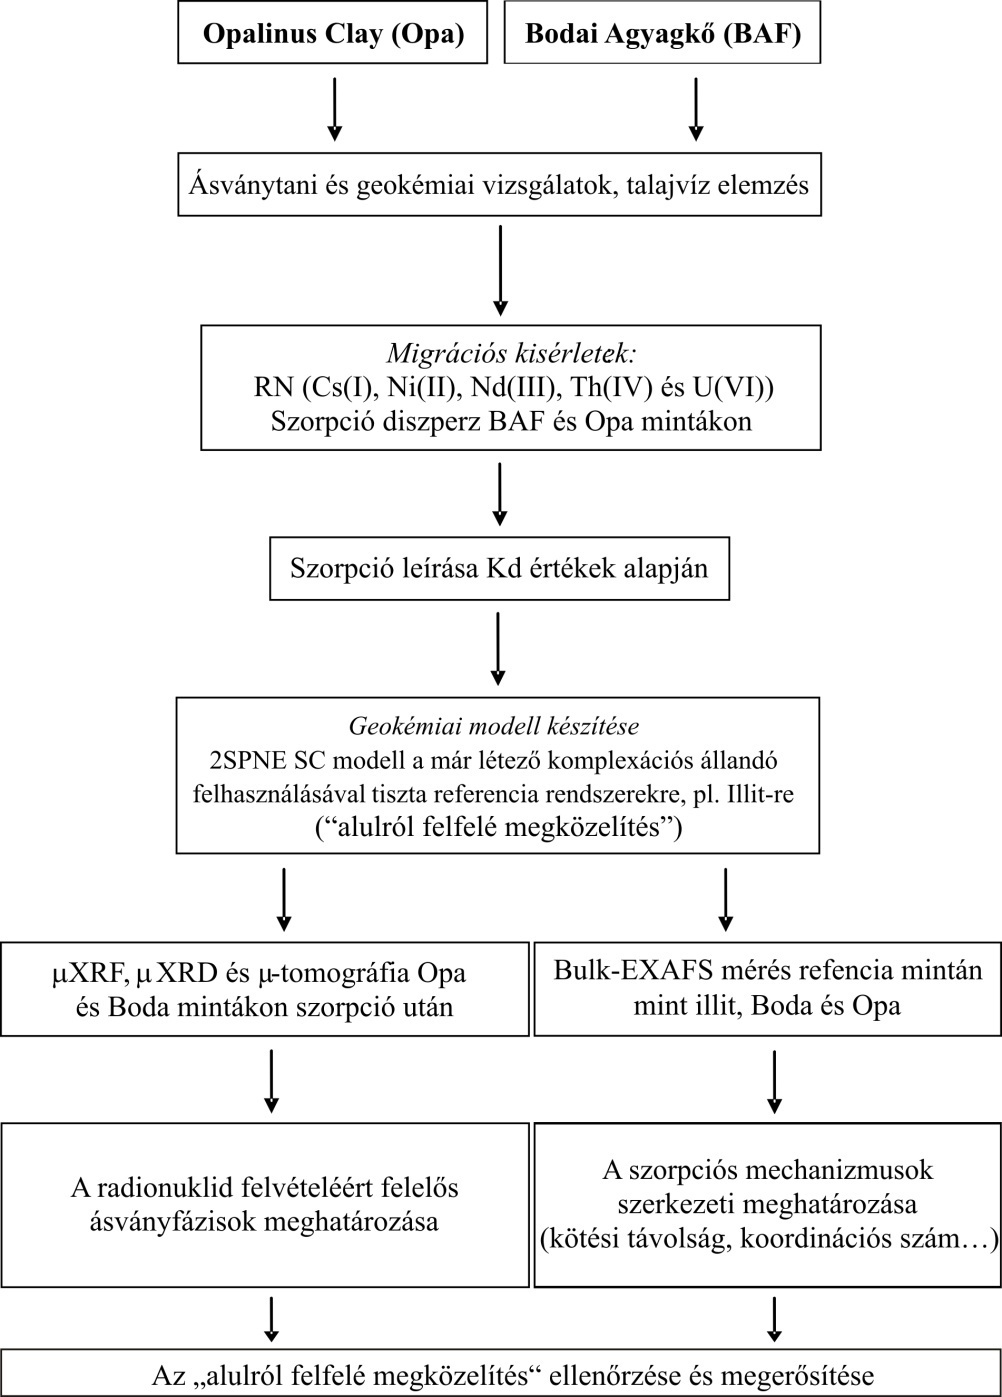 Opalinus Clay (Opa)
Bodai Agyagkő (BAF)
Ásványtani és geokémiai vizsgálatok, talajvíz elemzés
Migrációs kisérletek:
RN (Cs(I), Ni(II), Nd(III), Th(IV) és U(VI))
Szorpció diszperz BAF és Opa mintákon
Szorpció leírása Kd értékek alapján
Geokémiai modell készítése
2SPNE SC modell a már létező komplexációs állandó
felhasználásával tiszta referencia rendszerekre, pl. Illit-re
(“alulról felfelé megközelítés”)
μXRF, μ XRD és μ-tomográfia Opa
és Boda mintákon szorpció után
Bulk-EXAFS mérés refencia mintán
mint illit, Boda és Opa
A radionuklid felvételéért felelős
ásványfázisok meghatározása
A szorpciós mechanizmusok
szerkezeti meghatározása
(kötési távolság, koordinációs szám…)
Az „alulról felfelé megközelítés“ ellenőrzése és megerősítése